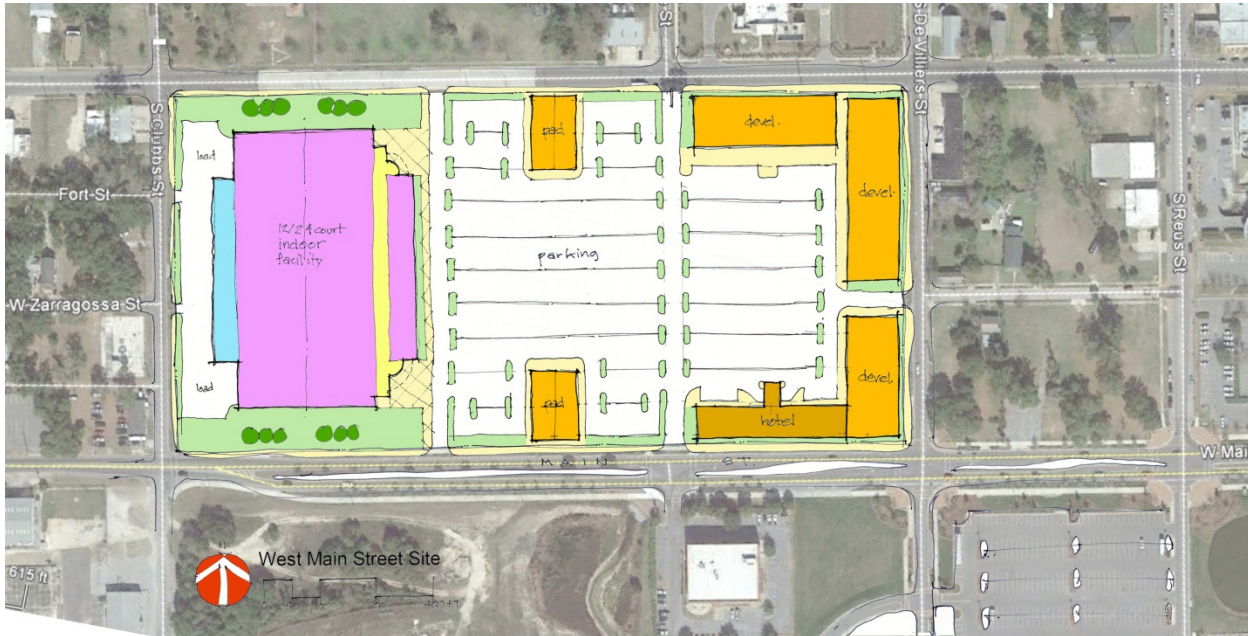 St
S De Villiers St
S Clubbs St
load
pad
devel.
Fort St
devel.
S Reus St
12/24 court
indoor
facility
parking
W Zarragossa St
load
pad
devel.
hotel
MAIN ST.
W Mai
West Main Street Site
615 ft